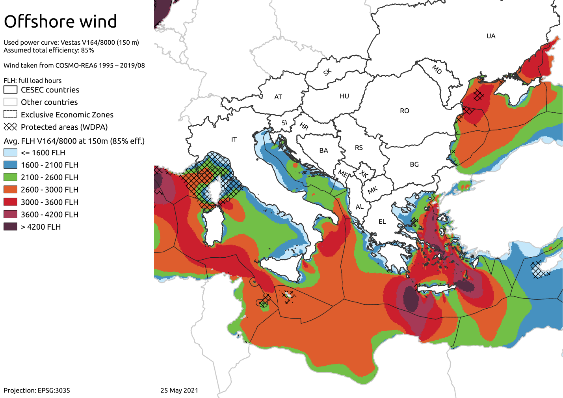 Offshore wind
Used power curve: Vestas V164/8000 (150 m)
Assumed total efficiency: 85%
Wind taken from COSMO-REA6 1995 – 2019/08
FLH: full load hours
CESEC countries
Other countries
Exclusive Economic Zones
Protected areas (WDPA)
Avg. FLH V164/8000 at 150m (85% eff.)
<= 1600 FLH
1600 - 2100 FLH
2100 - 2600 FLH
2600 - 3000 FLH
3000 - 3600 FLH
3600 - 4200 FLH
> 4200 FLH
UA
SK
MD
AT
HU
RO
SI
HR
IT
BA
RS
ME
XK
BG
MK
AL
EL
Projection: EPSG:3035
25 May 2021